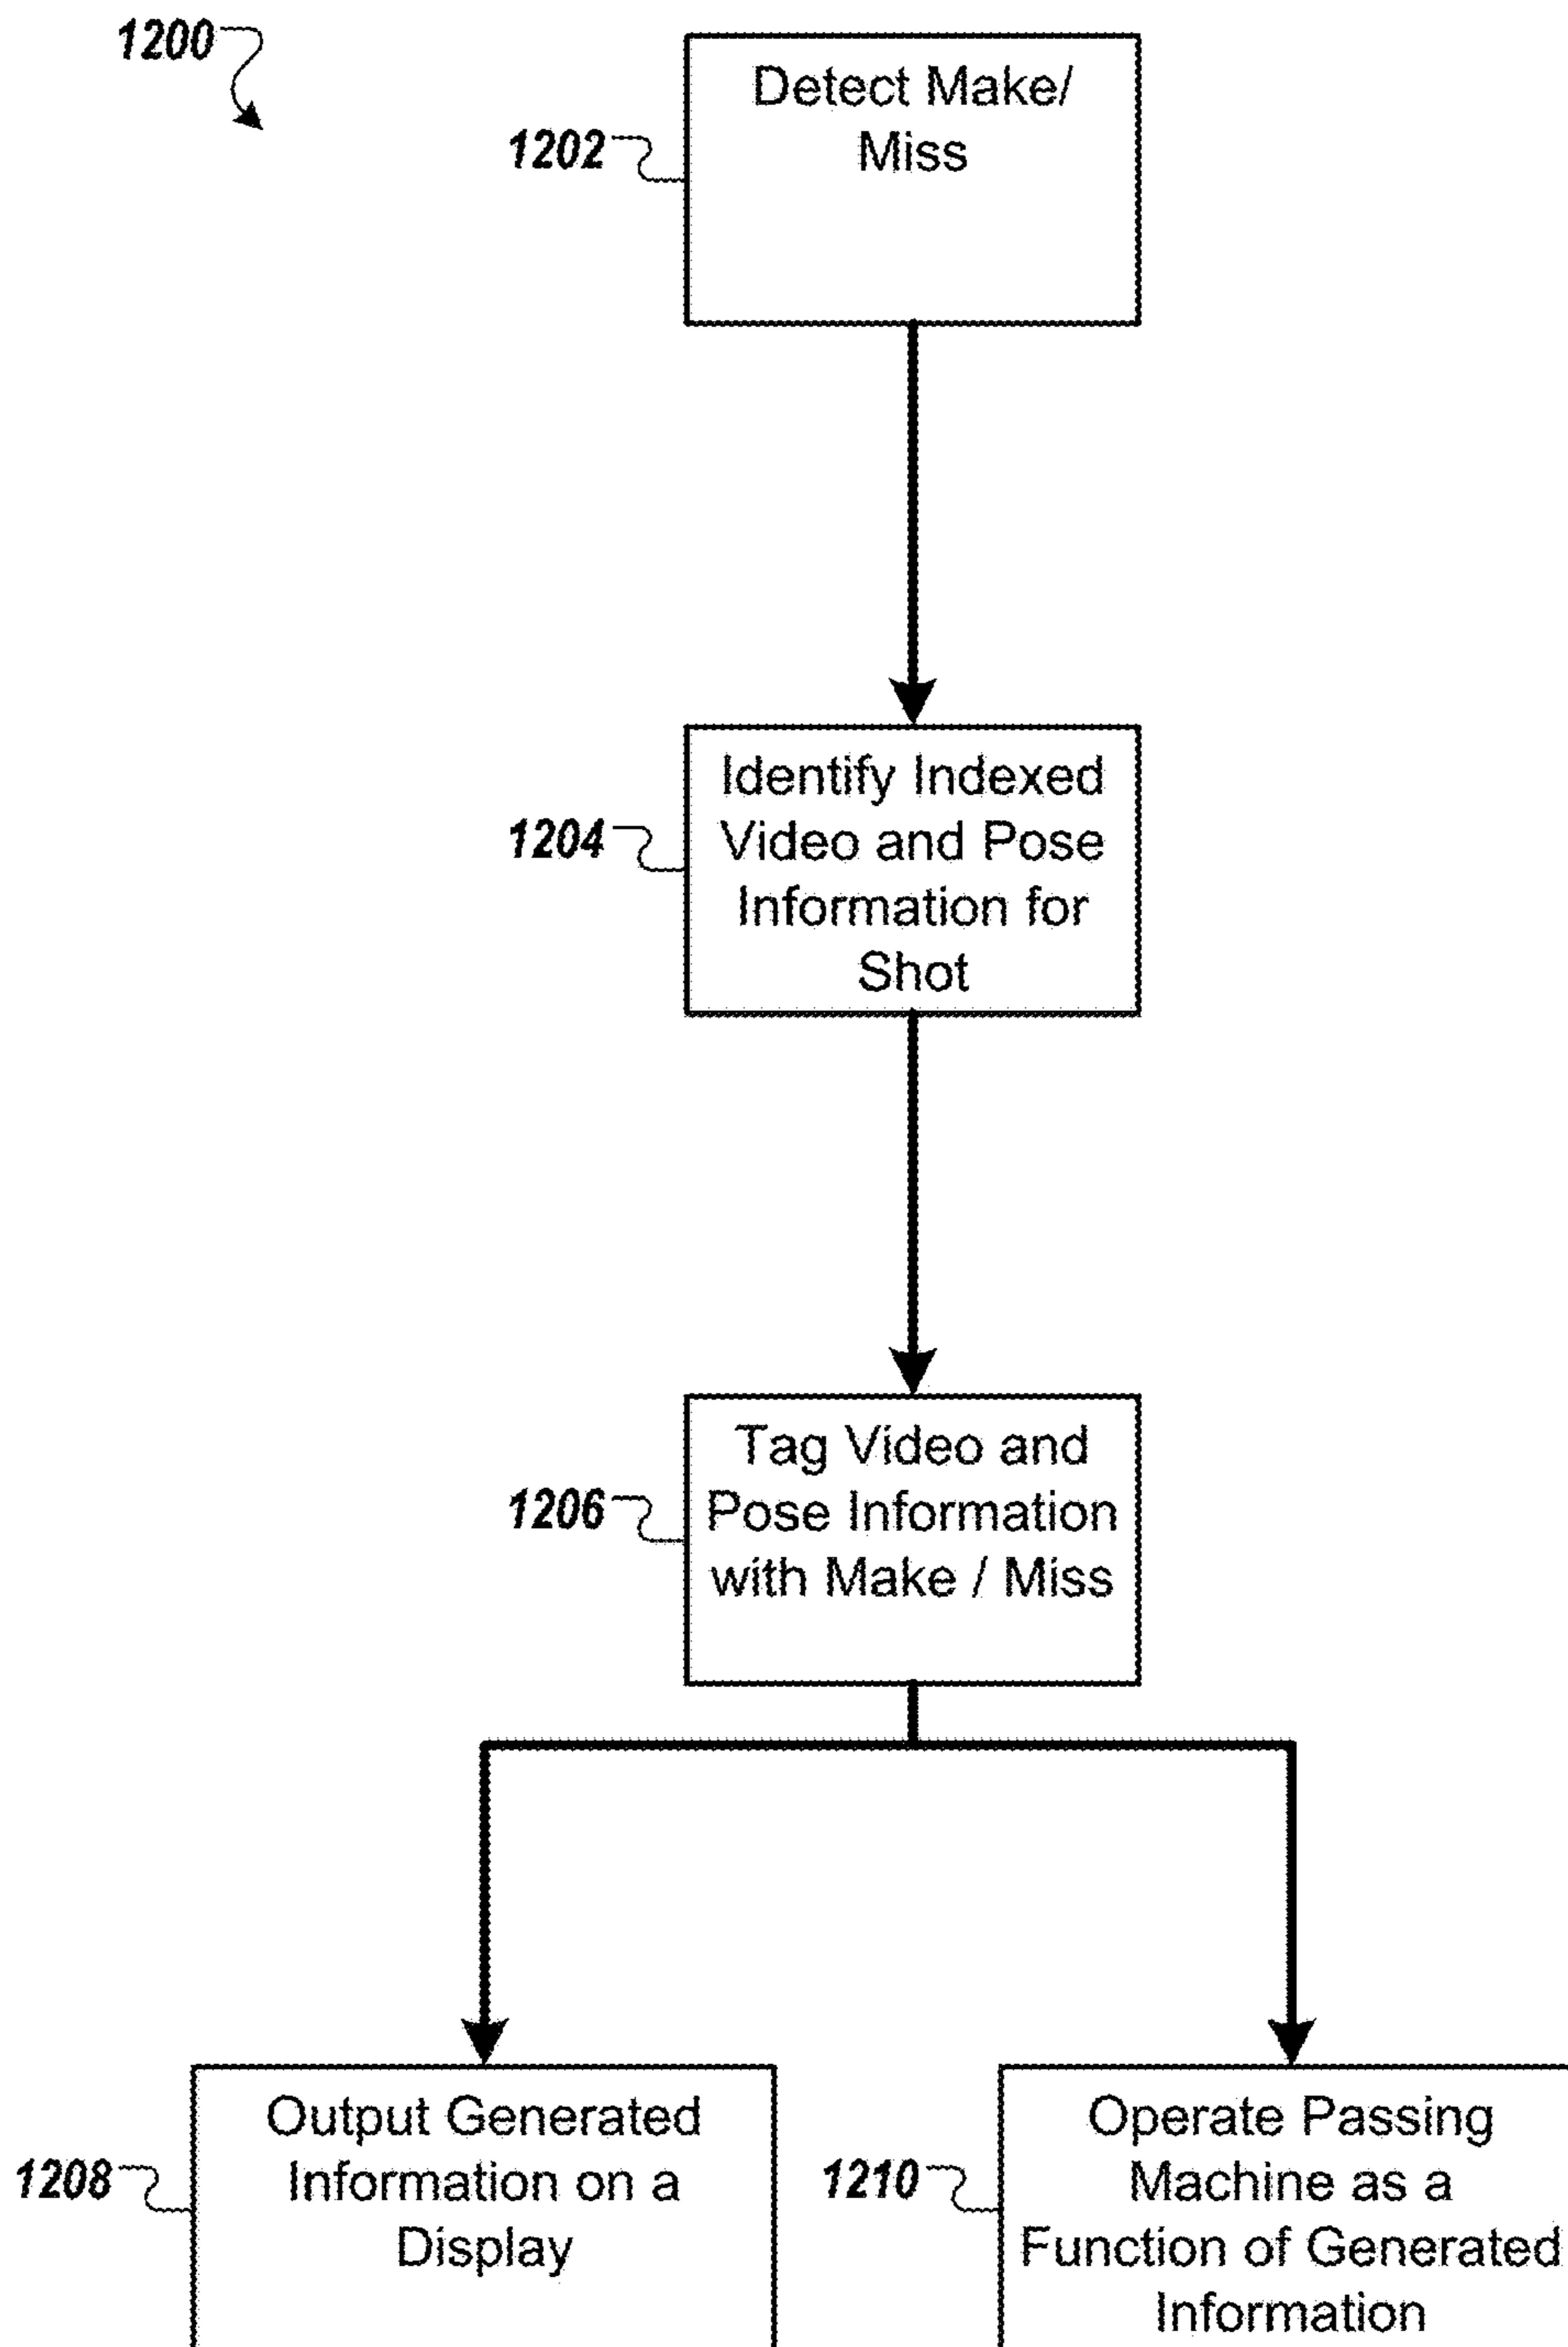 1200
1202
Detect Make/
Miss
1204
Identify Indexed
Video and Pose
Information for
Shot
1206
Tag Video and
Pose Information
with Make / Miss
1208
Output Generated
Information on a
Display
1210
Operate Passing
Machine as a
Function of Generated
Information